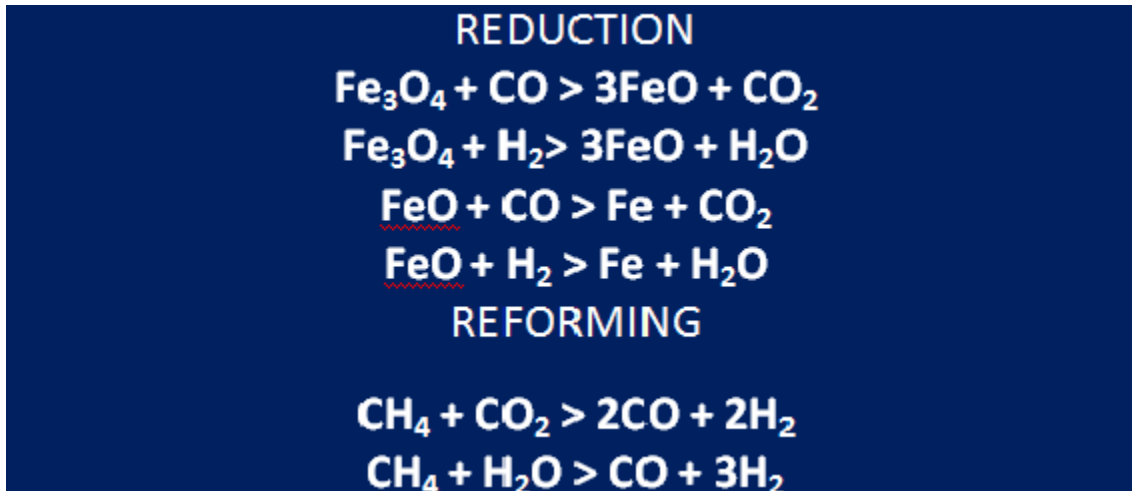 REDUCTION
Fe₃O₄ + CO > 3FeO + CO₂
Fe₃O₄ + H₂> 3FeO + H₂O
FeO + CO > Fe + CO₂
FeO + H₂ > Fe + H₂O
REFORMING
CH₄ + CO₂ > 2CO + 2H₂
CH₄ + H₂O > CO + 3H₂